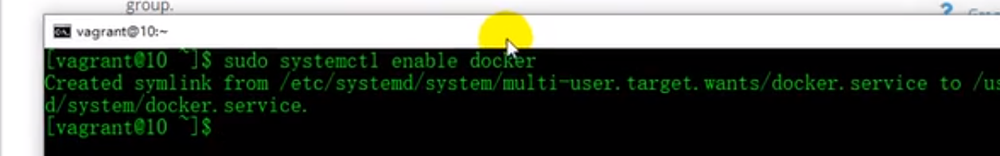 group.
vagrant@10:~
[vagrant@10 ~]$ sudo systemctl enable docker
Created symlink from /etc/systemd/system/multi-user.target.wants/docker.service to /us
d/system/docker.service.
[vagrant@10 ~]$